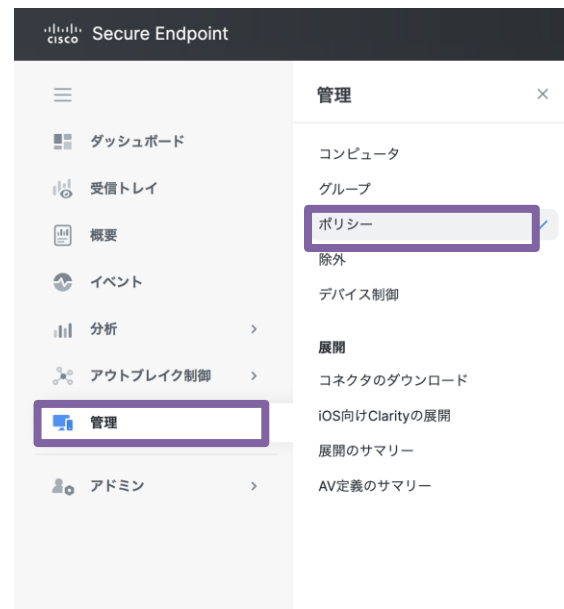 cisco Secure Endpoint
ダッシュボード
受信トレイ
概要
イベント
分析
アウトブレイク制御
管理
アドミン
管理
コンピュータ
グループ
ポリシー
除外
デバイス制御
展開
コネクタのダウンロード
iOS向けClarityの展開
展開のサマリー
AV定義のサマリー